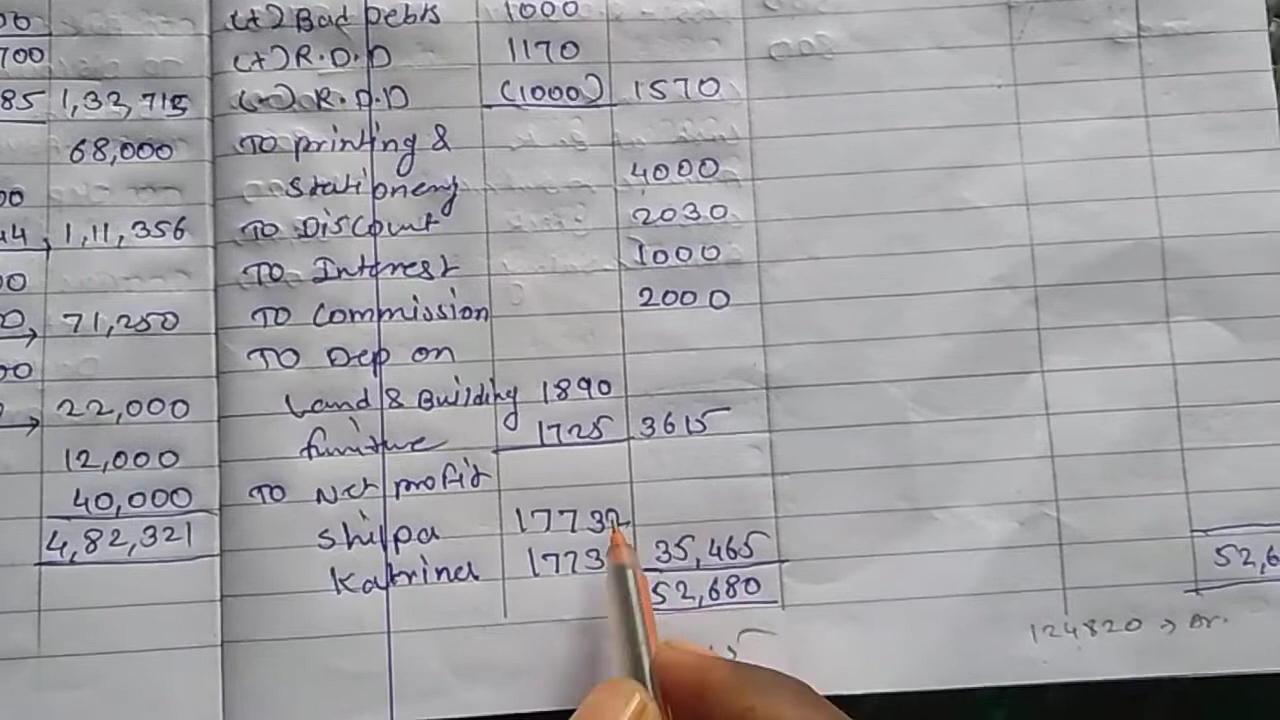 (+) Bad Debts 1000
700 (+) R.D.D 1170
85 1,33,715 (-) R.D.D (1000) 1570
68,000 TO printing &
stationery 4000
1,11,356 TO Discount 2030
TO Interest 1000
71,250 TO Commission 2000
TO Dep on
22,000 Land & Building 1890
12,000 furniture 1725 3615
40,000 TO Net profit
4,82,321 Shilpa 17732
Katrina 1773 35,465 52,6
52,680
124820 → Dr.